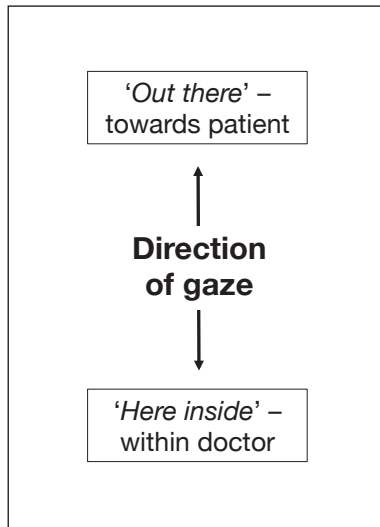 ‘Out there’ –
towards patient
Direction
of gaze
‘Here inside’ –
within doctor